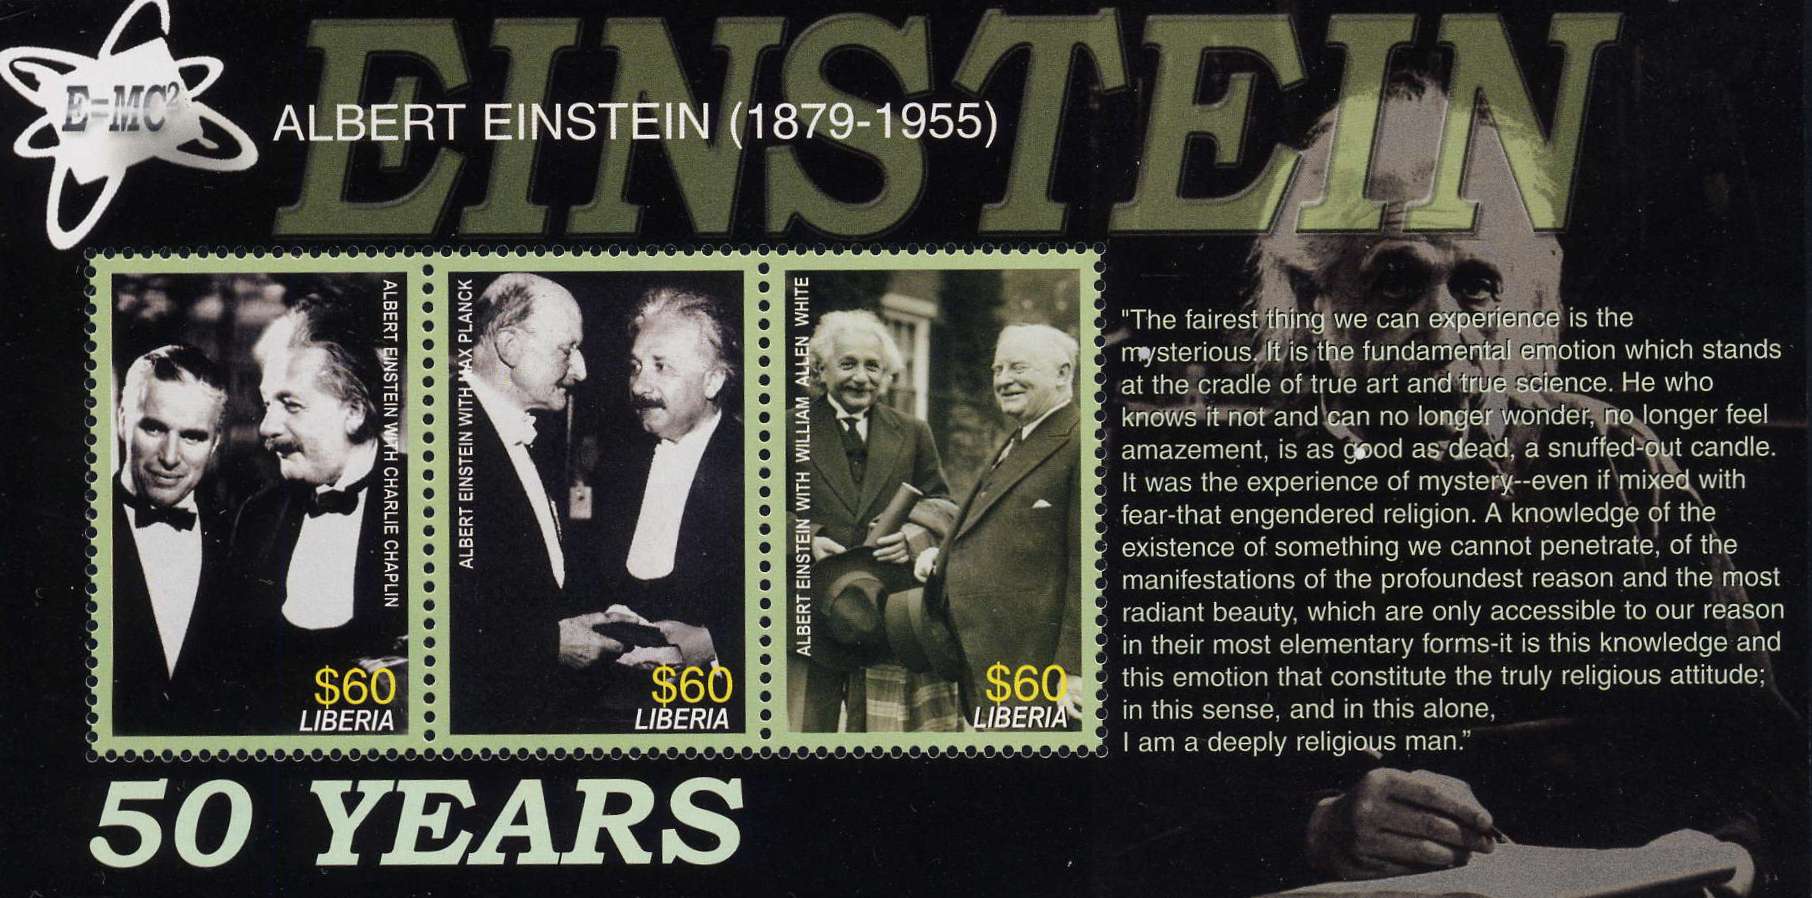 EINSTEIN
E=MC²
ALBERT EINSTEIN (1879-1955)
ALBERT EINSTEIN WITH CHARLIE CHAPLIN
$60
LIBERIA
ALBERT EINSTEIN WITH MAX PLANCK
$60
LIBERIA
ALBERT EINSTEIN WITH WILLIAM ALLEN WHITE
$60
LIBERIA
"The fairest thing we can experience is the
mysterious. It is the fundamental emotion which stands
at the cradle of true art and true science. He who
knows it not and can no longer wonder, no longer feel
amazement, is as good as dead, a snuffed-out candle.
It was the experience of mystery--even if mixed with
fear-that engendered religion. A knowledge of the
existence of something we cannot penetrate, of the
manifestations of the profoundest reason and the most
radiant beauty, which are only accessible to our reason
in their most elementary forms-it is this knowledge and
this emotion that constitute the truly religious attitude;
in this sense, and in this alone,
I am a deeply religious man.”
50 YEARS